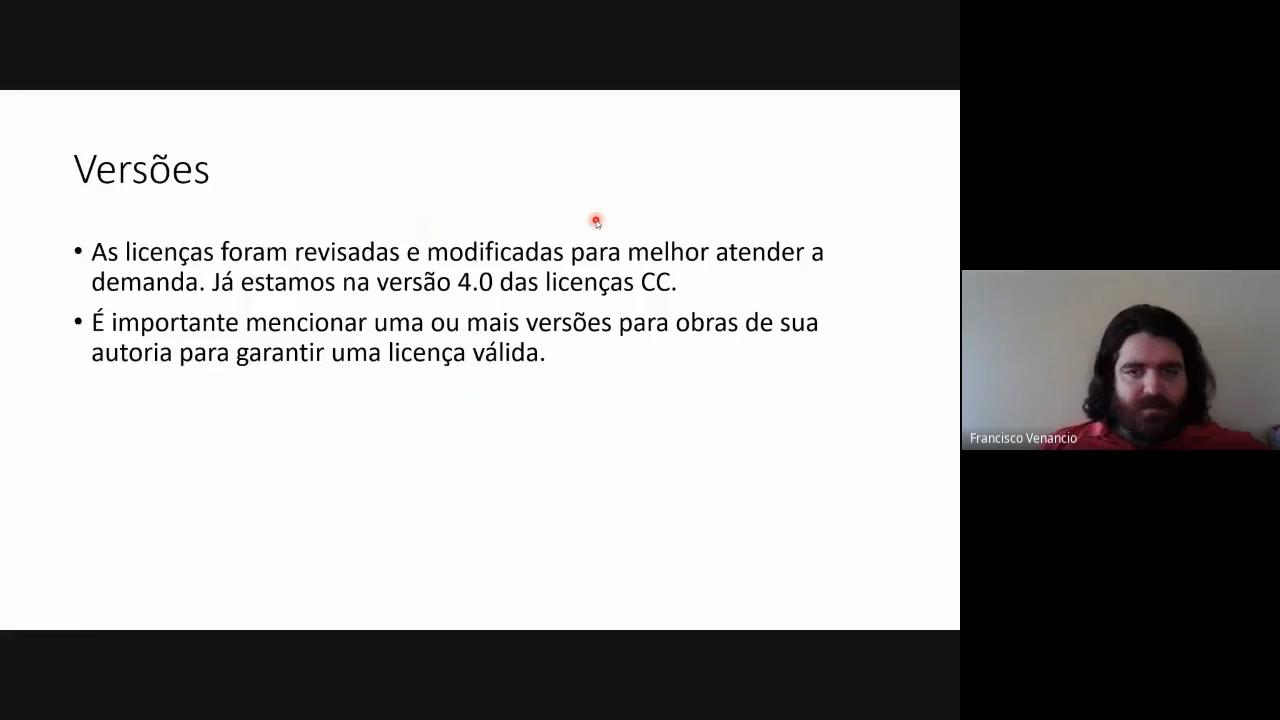 Versões
• As licenças foram revisadas e modificadas para melhor atender a
demanda. Já estamos na versão 4.0 das licenças CC.
• É importante mencionar uma ou mais versões para obras de sua
autoria para garantir uma licença válida.
Francisco Venancio